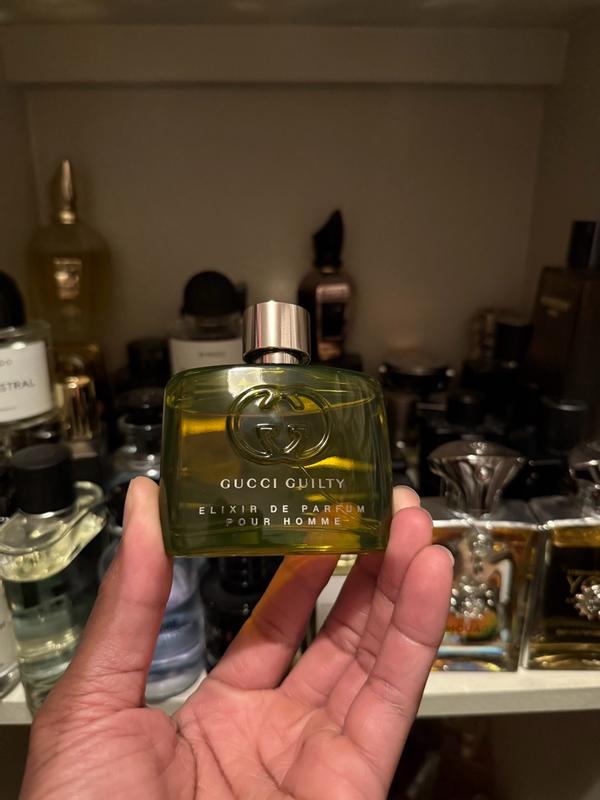 GUCCI GUILTY
ELIXIR DE PARFUM
POUR HOMME
STRAL